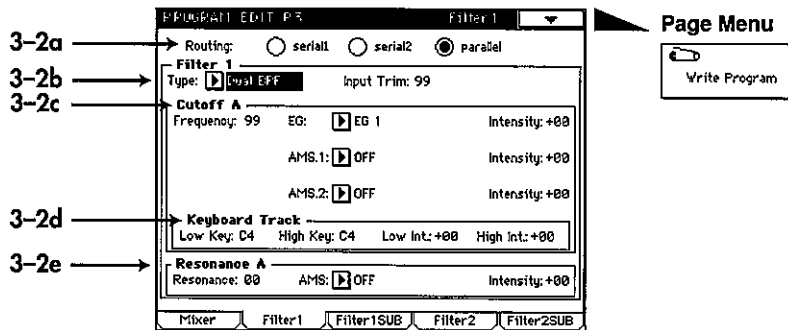 PROGRAM EDIT P3 Filter1
Page Menu
Write Program
3-2a
Routing: serial1 serial2 parallel
Filter 1
3-2b
Type: Dual BPF Input Trim: 99
3-2c
Cutoff A
Frequency: 99 EG: EG 1 Intensity: +00
AMS.1: OFF Intensity: +00
AMS.2: OFF Intensity: +00
3-2d
Keyboard Track
Low Key: C4 High Key: C4 Low Int.: +00 High Int.: +00
3-2e
Resonance A
Resonance: 00 AMS: OFF Intensity: +00
Mixer Filter1 Filter1SUB Filter2 Filter2SUB